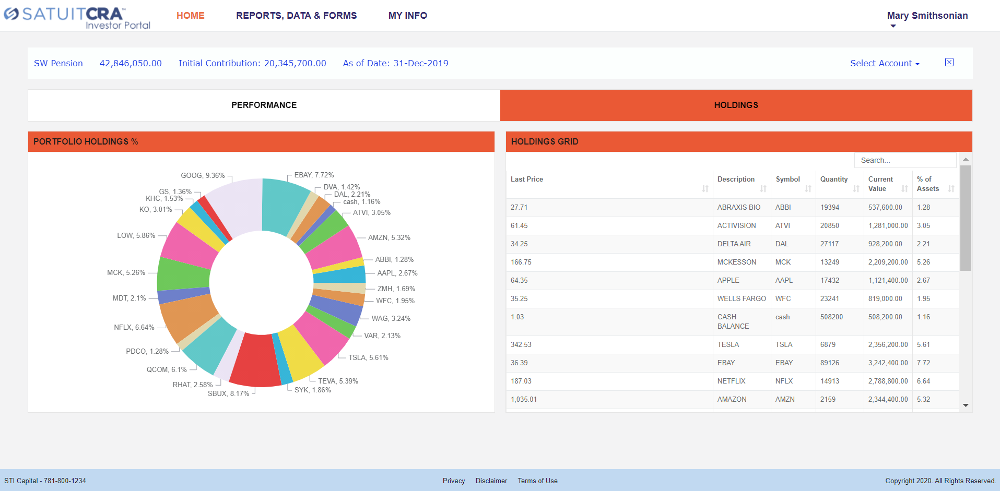 SATUITCRA™
Investor Portal
HOME
REPORTS, DATA & FORMS
MY INFO
Mary Smithsonian
SW Pension 42,846,050.00 Initial Contribution: 20,345,700.00 As of Date: 31-Dec-2019
Select Account
PERFORMANCE
HOLDINGS
PORTFOLIO HOLDINGS %
GOOG, 9.36%
EBAY, 7.72%
GS, 1.36%
DVA, 1.42%
KHC, 1.53%
DAL, 2.21%
cash, 1.16%
KO, 3.01%
ATVI, 3.05%
LOW, 5.86%
AMZN, 5.32%
ABBI, 1.28%
MCK, 5.26%
AAPL, 2.67%
ZMH, 1.69%
MDT, 2.1%
WFC, 1.95%
WAG, 3.24%
NFLX, 6.64%
VAR, 2.13%
PDCO, 1.28%
TSLA, 5.61%
QCOM, 6.1%
TEVA, 5.39%
RHAT, 2.58%
SYK, 1.86%
SBUX, 8.17%
HOLDINGS GRID
Search...
Last Price Description Symbol Quantity Current Value % of Assets
27.71 ABRAXIS BIO ABBI 19394 537,600.00 1.28
61.45 ACTIVISION ATVI 20850 1,281,000.00 3.05
34.25 DELTA AIR DAL 27117 928,200.00 2.21
166.75 MCKESSON MCK 13249 2,209,200.00 5.26
64.35 APPLE AAPL 17432 1,121,400.00 2.67
35.25 WELLS FARGO WFC 23241 819,000.00 1.95
1.03 CASH BALANCE cash 508200 508,200.00 1.16
342.53 TESLA TSLA 6879 2,356,200.00 5.61
36.39 EBAY EBAY 89126 3,242,400.00 7.72
187.03 NETFLIX NFLX 14913 2,788,800.00 6.64
1,035.01 AMAZON AMZN 2159 2,344,400.00 5.32
STI Capital - 781-800-1234
Privacy Disclaimer Terms of Use
Copyright 2020. All Rights Reserved.